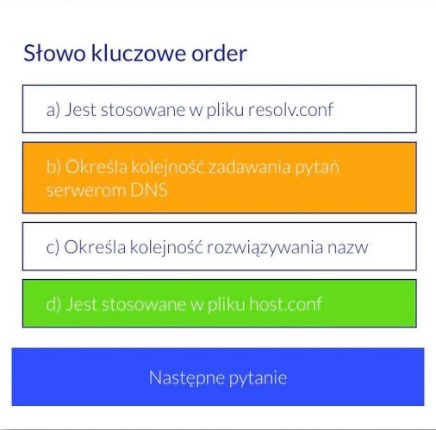 Słowo kluczowe order
a) Jest stosowane w pliku resolv.conf
b) Określa kolejność zadawania pytań
serwerom DNS
c) Określa kolejność rozwiązywania nazw
d) Jest stosowane w pliku host.conf
Następne pytanie